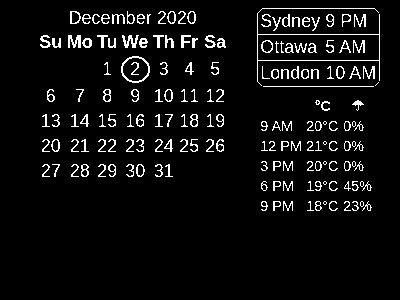 December 2020
Su Mo Tu We Th Fr Sa
1 2 3 4 5
6 7 8 9 10 11 12
13 14 15 16 17 18 19
20 21 22 23 24 25 26
27 28 29 30 31
Sydney 9 PM
Ottawa 5 AM
London 10 AM
°C ☂
9 AM 20°C 0%
12 PM 21°C 0%
3 PM 20°C 0%
6 PM 19°C 45%
9 PM 18°C 23%